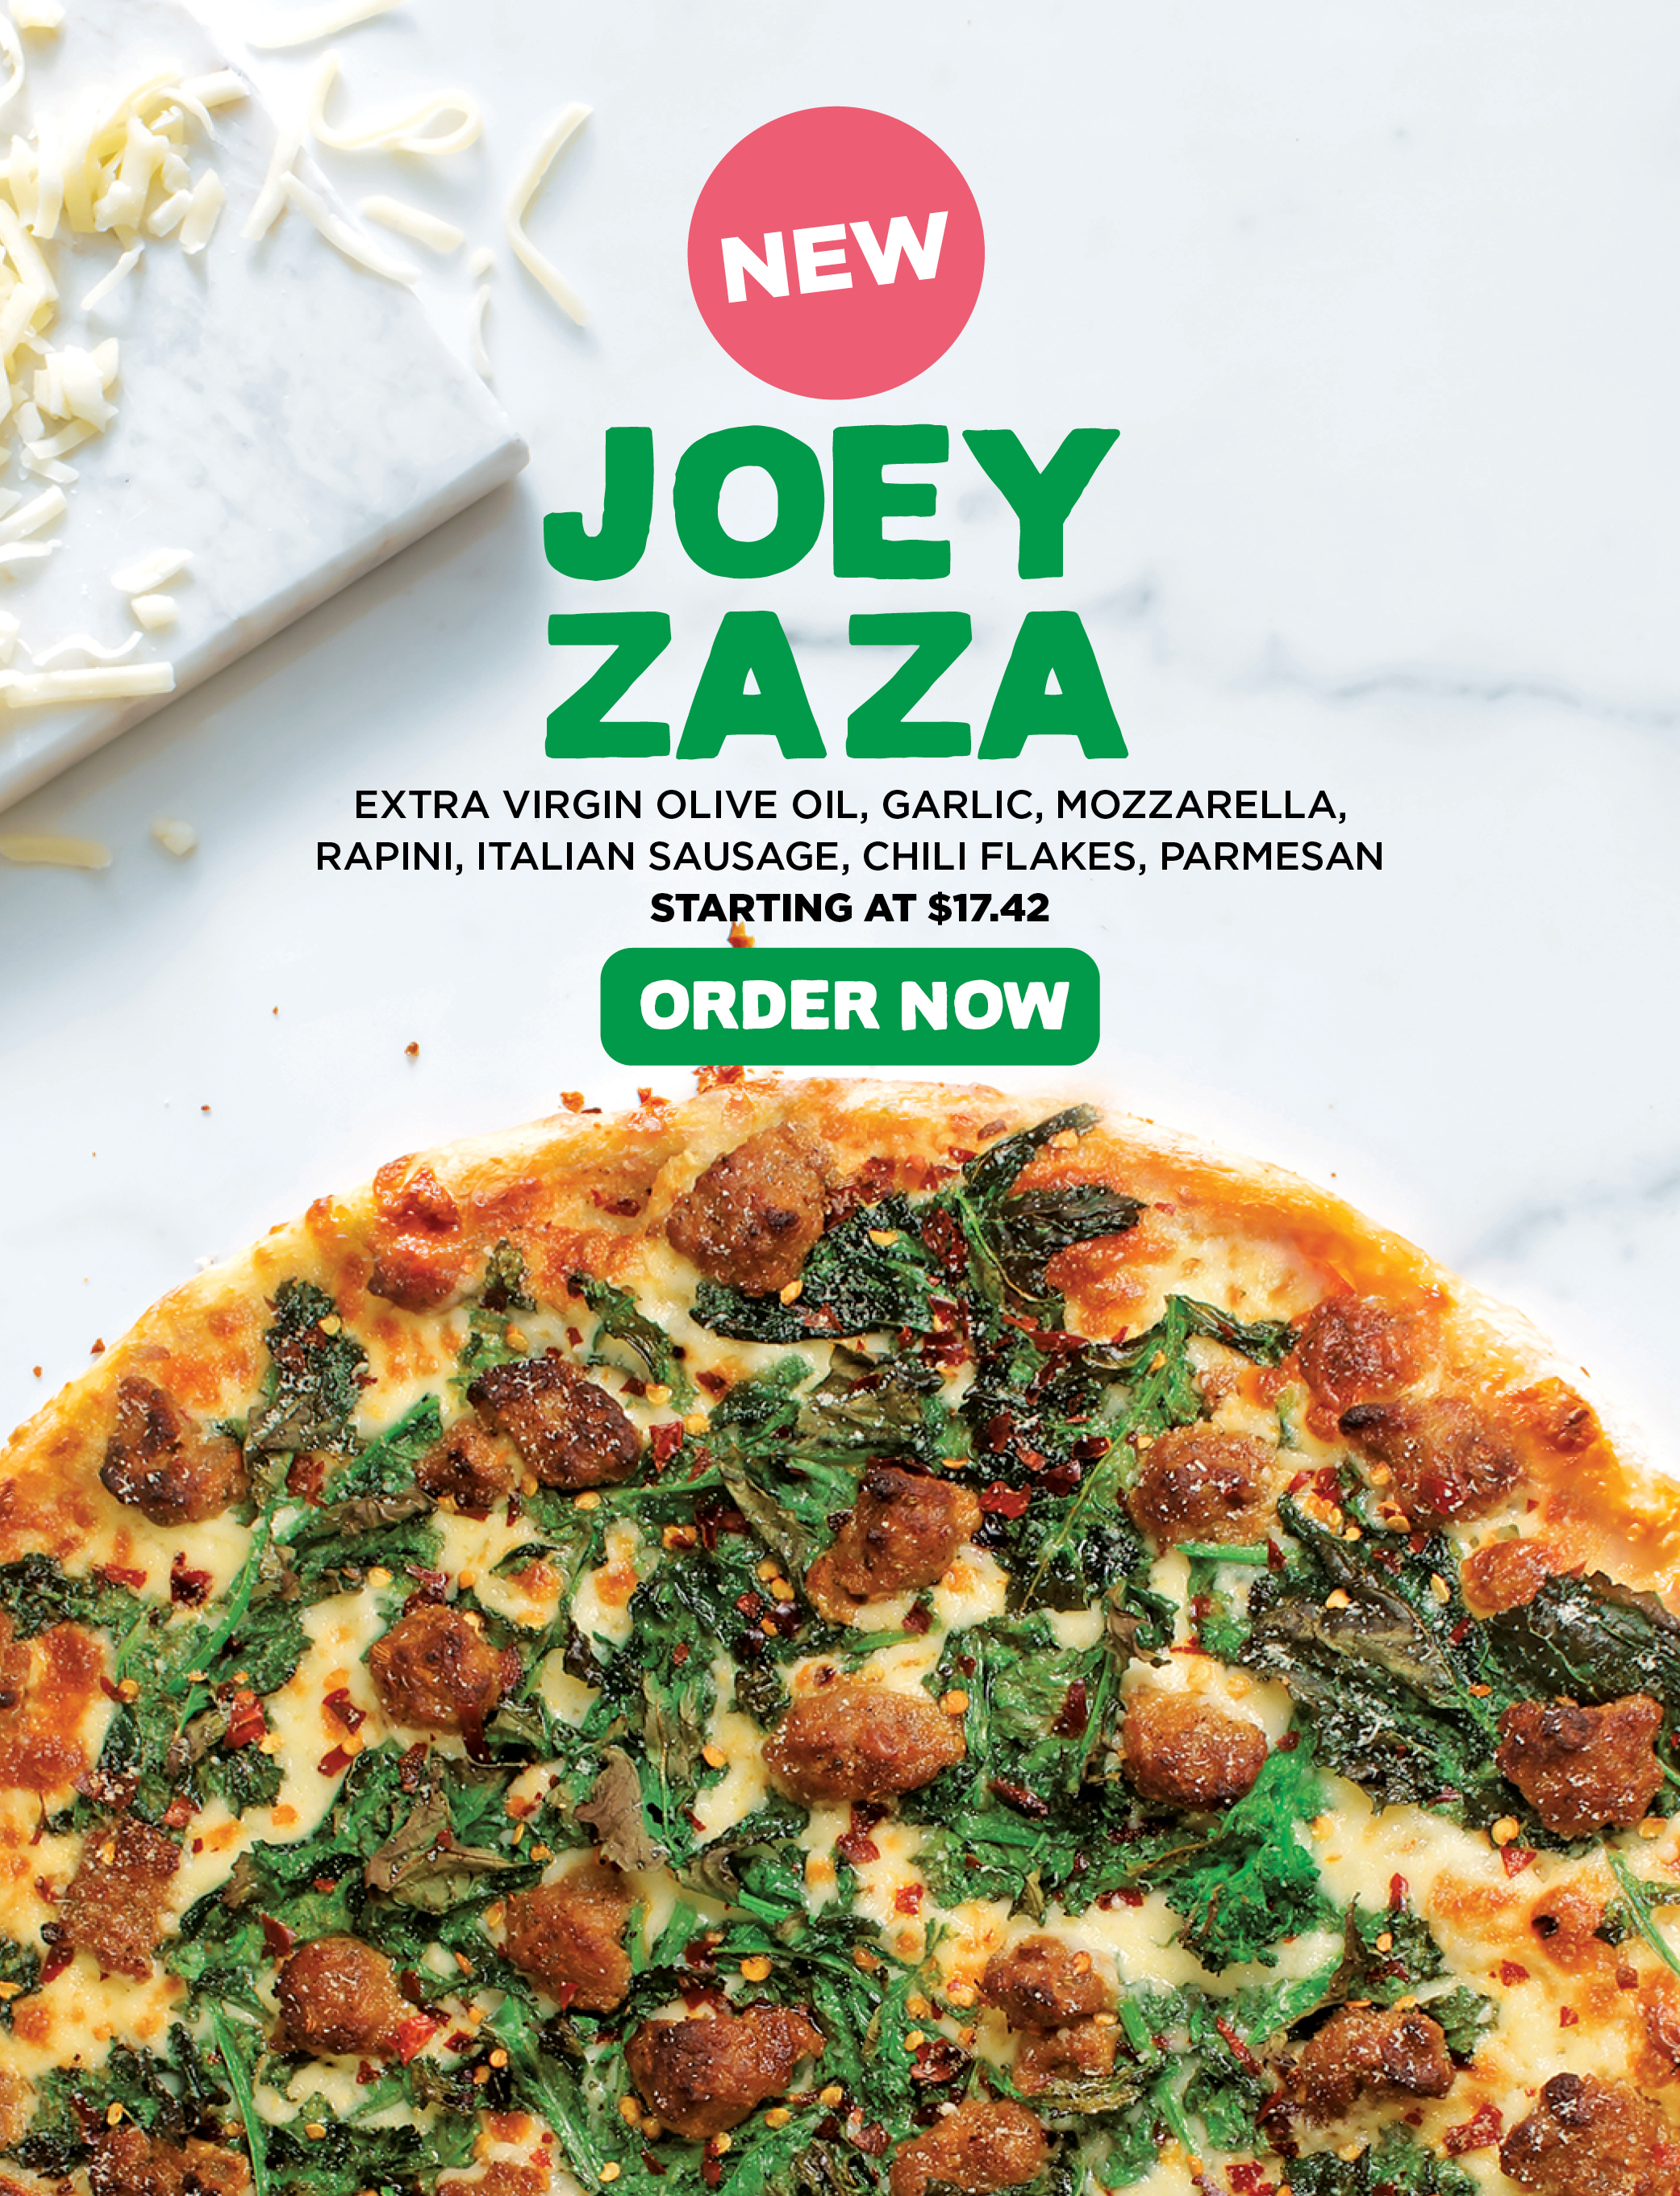 NEW
JOEY
ZAZA
EXTRA VIRGIN OLIVE OIL, GARLIC, MOZZARELLA,
RAPINI, ITALIAN SAUSAGE, CHILI FLAKES, PARMESAN
STARTING AT $17.42
ORDER NOW